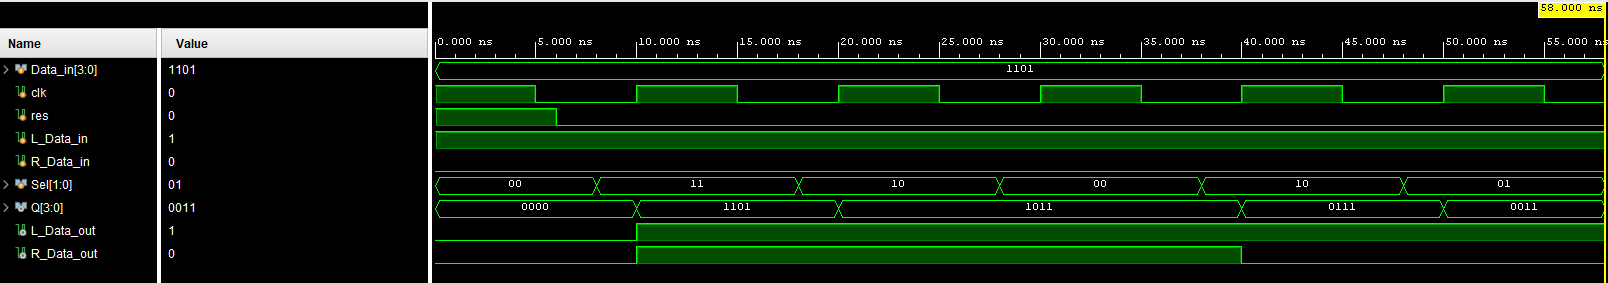 58.000 ns
Name Value
0.000 ns 5.000 ns 10.000 ns 15.000 ns 20.000 ns 25.000 ns 30.000 ns 35.000 ns 40.000 ns 45.000 ns 50.000 ns 55.000 n
Data_in[3:0] 1101 1101
clk 0
res 0
L_Data_in 1
R_Data_in 0
Sel[1:0] 01 00 11 10 00 10 01
Q[3:0] 0011 0000 1101 1011 0111 0011
L_Data_out 1
R_Data_out 0